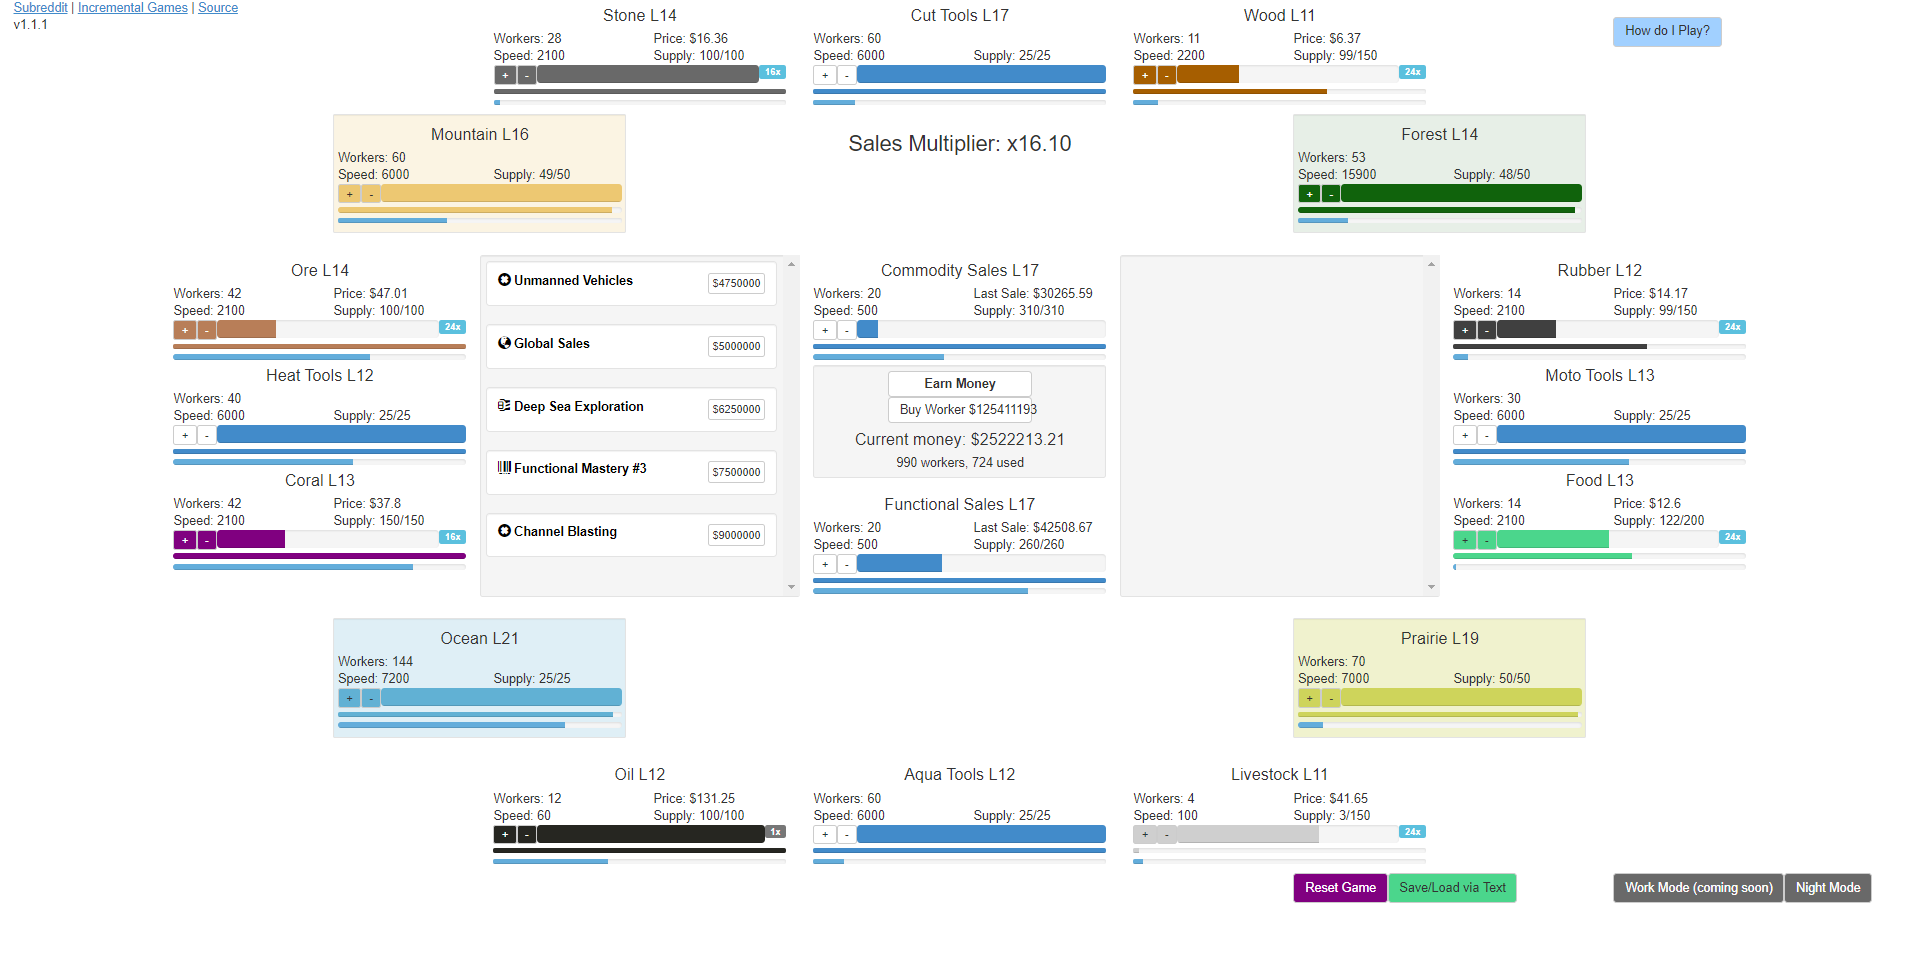 Subreddit | Incremental Games | Source
v1.1.1
How do I Play?
Stone L14
Workers: 28 Price: $16.36
Speed: 2100 Supply: 100/100
+ - 16x
Cut Tools L17
Workers: 60
Speed: 6000 Supply: 25/25
+ -
Wood L11
Workers: 11 Price: $6.37
Speed: 2200 Supply: 99/150
+ - 24x
Mountain L16
Workers: 60
Speed: 6000 Supply: 49/50
+ -
Sales Multiplier: x16.10
Forest L14
Workers: 53
Speed: 15900 Supply: 48/50
+ -
Ore L14
Workers: 42 Price: $47.01
Speed: 2100 Supply: 100/100
+ - 24x
Heat Tools L12
Workers: 40
Speed: 6000 Supply: 25/25
+ -
Coral L13
Workers: 42 Price: $37.8
Speed: 2100 Supply: 150/150
+ - 16x
Unmanned Vehicles $4750000
Global Sales $5000000
Deep Sea Exploration $6250000
Functional Mastery #3 $7500000
Channel Blasting $9000000
Commodity Sales L17
Workers: 20 Last Sale: $30265.59
Speed: 500 Supply: 310/310
+ -
Earn Money
Buy Worker $125411193
Current money: $2522213.21
990 workers, 724 used
Functional Sales L17
Workers: 20 Last Sale: $42508.67
Speed: 500 Supply: 260/260
+ -
Rubber L12
Workers: 14 Price: $14.17
Speed: 2100 Supply: 99/150
+ - 24x
Moto Tools L13
Workers: 30
Speed: 6000 Supply: 25/25
+ -
Food L13
Workers: 14 Price: $12.6
Speed: 2100 Supply: 122/200
+ - 24x
Ocean L21
Workers: 144
Speed: 7200 Supply: 25/25
+ -
Prairie L19
Workers: 70
Speed: 7000 Supply: 50/50
+ -
Oil L12
Workers: 12 Price: $131.25
Speed: 60 Supply: 100/100
+ - 1x
Aqua Tools L12
Workers: 60
Speed: 6000 Supply: 25/25
+ -
Livestock L11
Workers: 4 Price: $41.65
Speed: 100 Supply: 3/150
+ - 24x
Reset Game Save/Load via Text Work Mode (coming soon) Night Mode